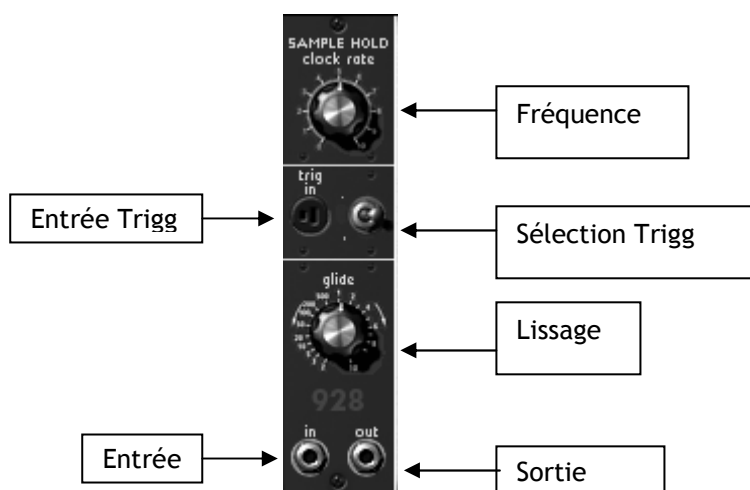 SAMPLE HOLD
clock rate
Fréquence
trig
in
Entrée Trigg
Sélection Trigg
glide
Lissage
928
in out
Entrée
Sortie